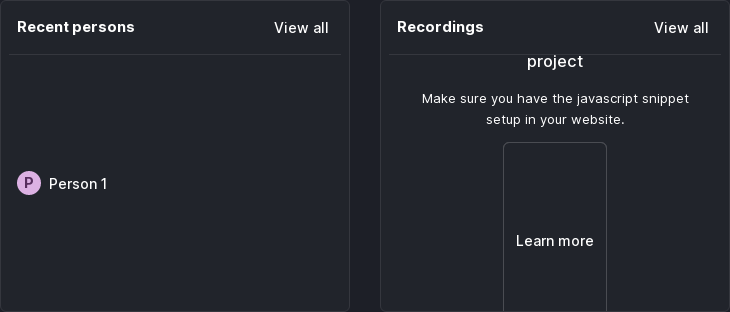 Recent persons
View all
P Person 1
Recordings
View all
project
Make sure you have the javascript snippet
setup in your website.
Learn more